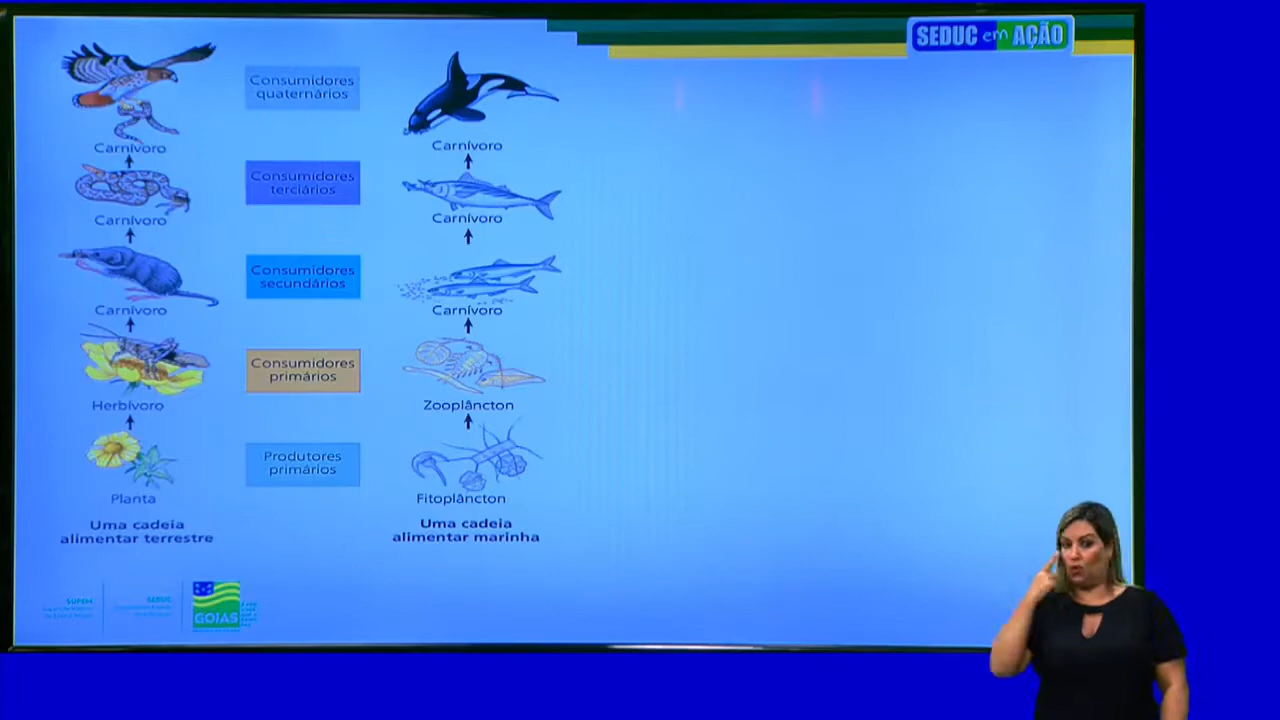 SEDUC em AÇÃO
Consumidores
quaternários
Carnívoro
Carnívoro
Consumidores
terciários
Carnívoro
Carnívoro
Consumidores
secundários
Carnívoro
Carnívoro
Consumidores
primários
Herbívoro
Zooplâncton
Produtores
primários
Planta
Fitoplâncton
Uma cadeia
alimentar terrestre
Uma cadeia
alimentar marinha
SUPEM
SEDUC
GOIÁS